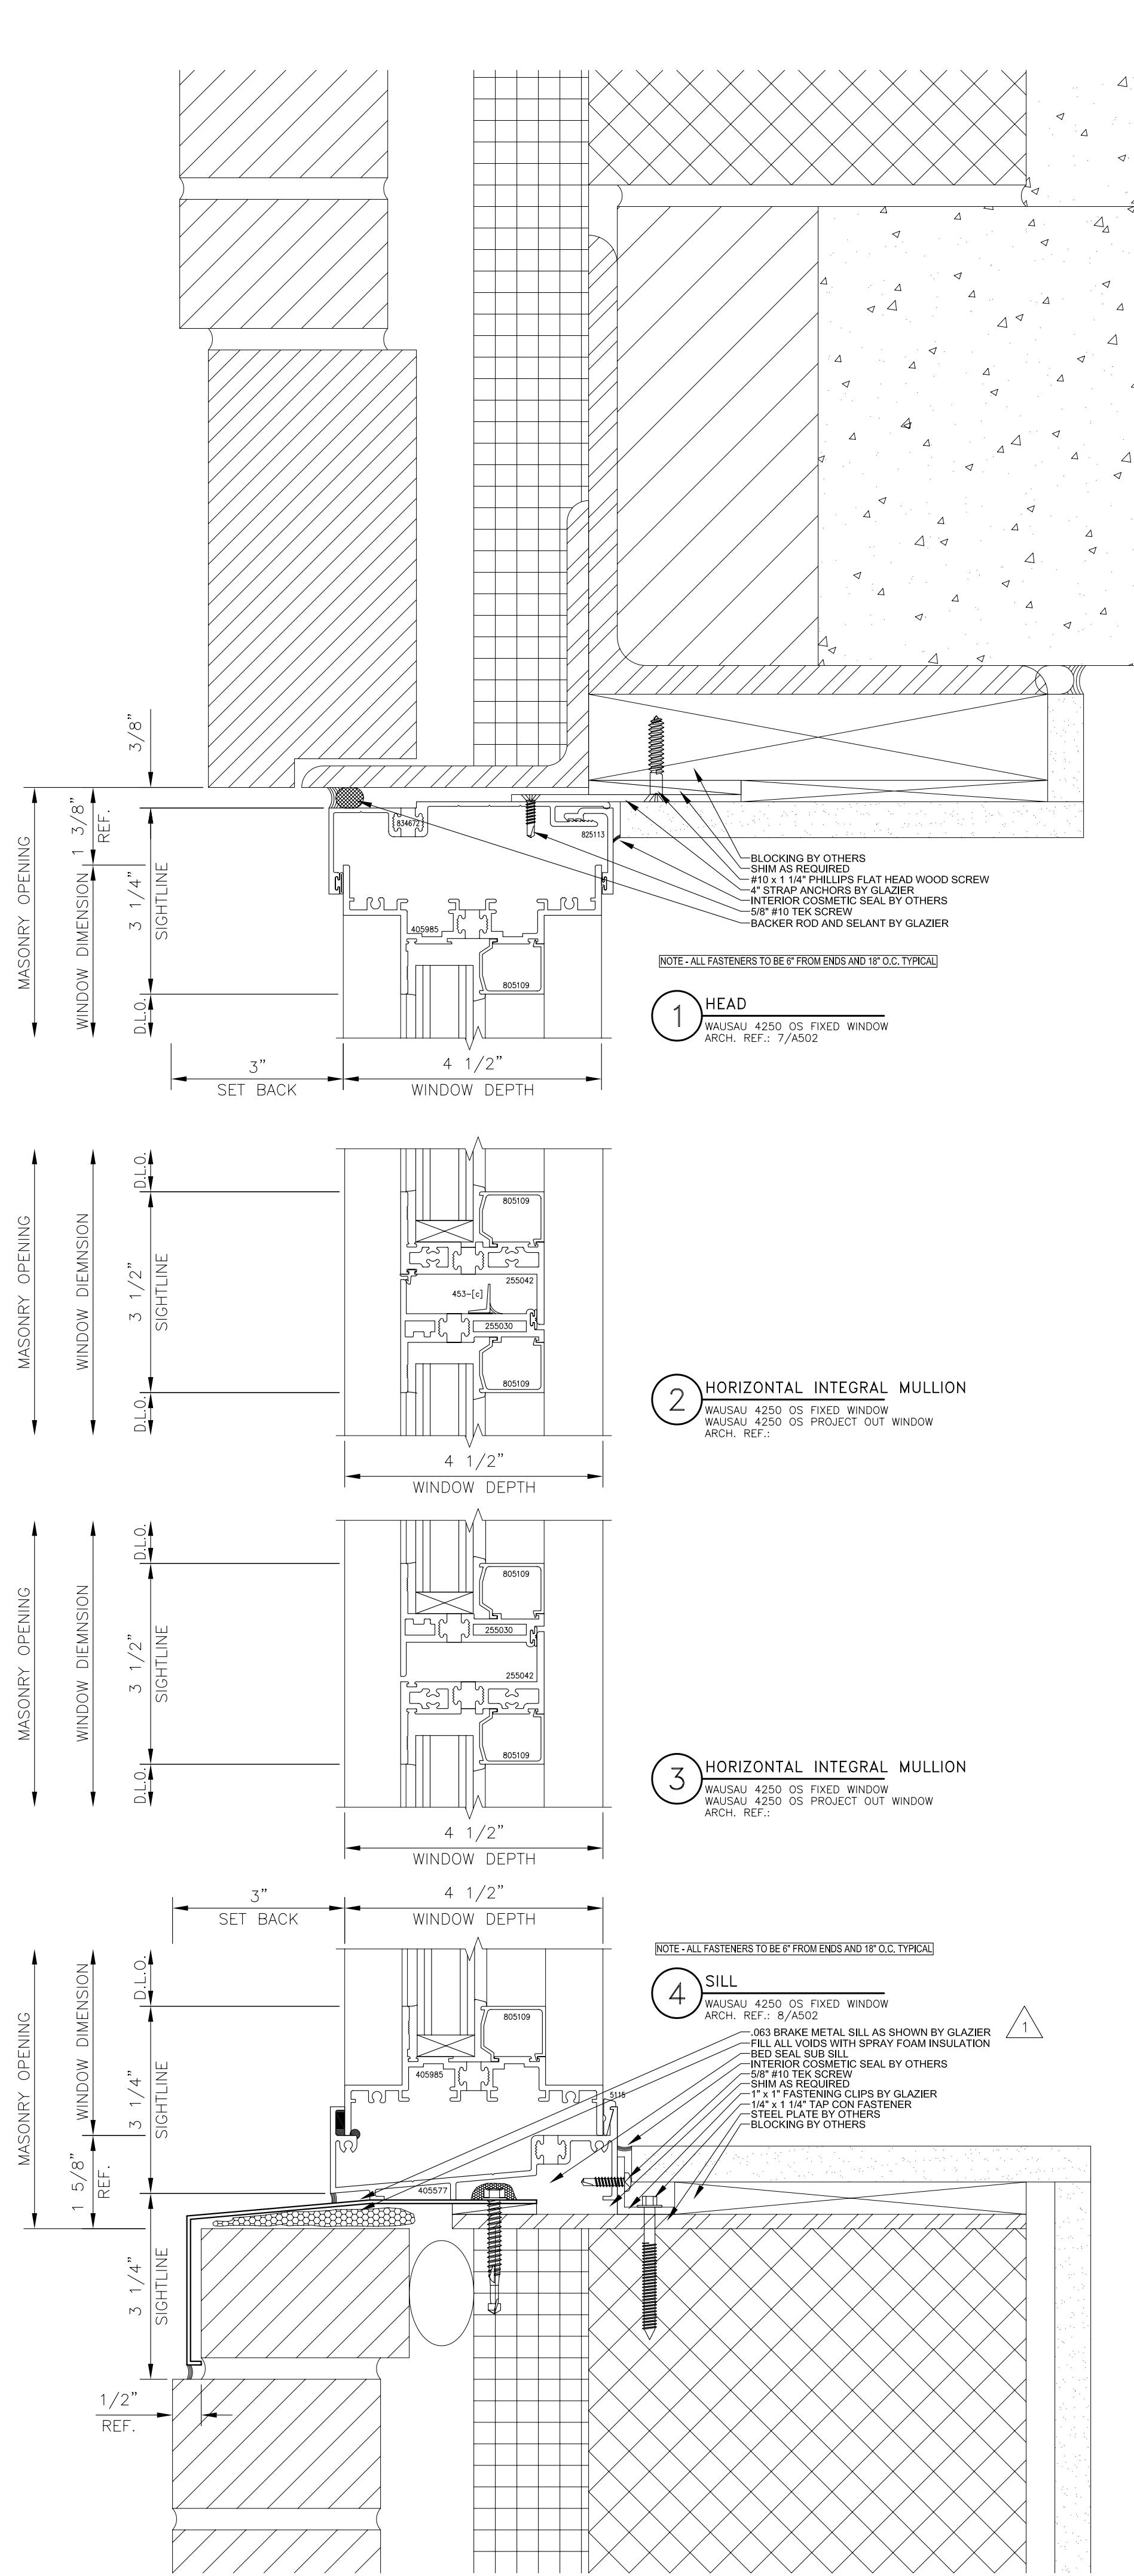 3/8"
MASONRY OPENING
WINDOW DIMENSION
1 3/8"
REF.
3 1/4"
SIGHTLINE
D.L.O.
834672
825113
405985
805109
BLOCKING BY OTHERS
SHIM AS REQUIRED
#10 x 1 1/4" PHILLIPS FLAT HEAD WOOD SCREW
4" STRAP ANCHORS BY GLAZIER
INTERIOR COSMETIC SEAL BY OTHERS
5/8" #10 TEK SCREW
BACKER ROD AND SELANT BY GLAZIER
NOTE - ALL FASTENERS TO BE 6" FROM ENDS AND 18" O.C. TYPICAL
1
HEAD
WAUSAU 4250 OS FIXED WINDOW
ARCH. REF.: 7/A502
3"
SET BACK
4 1/2"
WINDOW DEPTH
MASONRY OPENING
WINDOW DIEMNSION
D.L.O.
3 1/2"
SIGHTLINE
D.L.O.
805109
255042
453-[c]
255030
805109
2
HORIZONTAL INTEGRAL MULLION
WAUSAU 4250 OS FIXED WINDOW
WAUSAU 4250 OS PROJECT OUT WINDOW
ARCH. REF.:
4 1/2"
WINDOW DEPTH
MASONRY OPENING
WINDOW DIEMNSION
D.L.O.
3 1/2"
SIGHTLINE
D.L.O.
805109
255030
255042
805109
3
HORIZONTAL INTEGRAL MULLION
WAUSAU 4250 OS FIXED WINDOW
WAUSAU 4250 OS PROJECT OUT WINDOW
ARCH. REF.:
4 1/2"
WINDOW DEPTH
3"
SET BACK
4 1/2"
WINDOW DEPTH
NOTE - ALL FASTENERS TO BE 6" FROM ENDS AND 18" O.C. TYPICAL
4
SILL
WAUSAU 4250 OS FIXED WINDOW
ARCH. REF.: 8/A502
1
.063 BRAKE METAL SILL AS SHOWN BY GLAZIER
FILL ALL VOIDS WITH SPRAY FOAM INSULATION
BED SEAL SUB SILL
INTERIOR COSMETIC SEAL BY OTHERS
5/8" #10 TEK SCREW
SHIM AS REQUIRED
1" x 1" FASTENING CLIPS BY GLAZIER
1/4" x 1 1/4" TAP CON FASTENER
STEEL PLATE BY OTHERS
BLOCKING BY OTHERS
MASONRY OPENING
WINDOW DIMENSION
1 5/8"
REF.
D.L.O.
3 1/4"
SIGHTLINE
3 1/4"
SIGHTLINE
805109
405985
5115
405577
1/2"
REF.